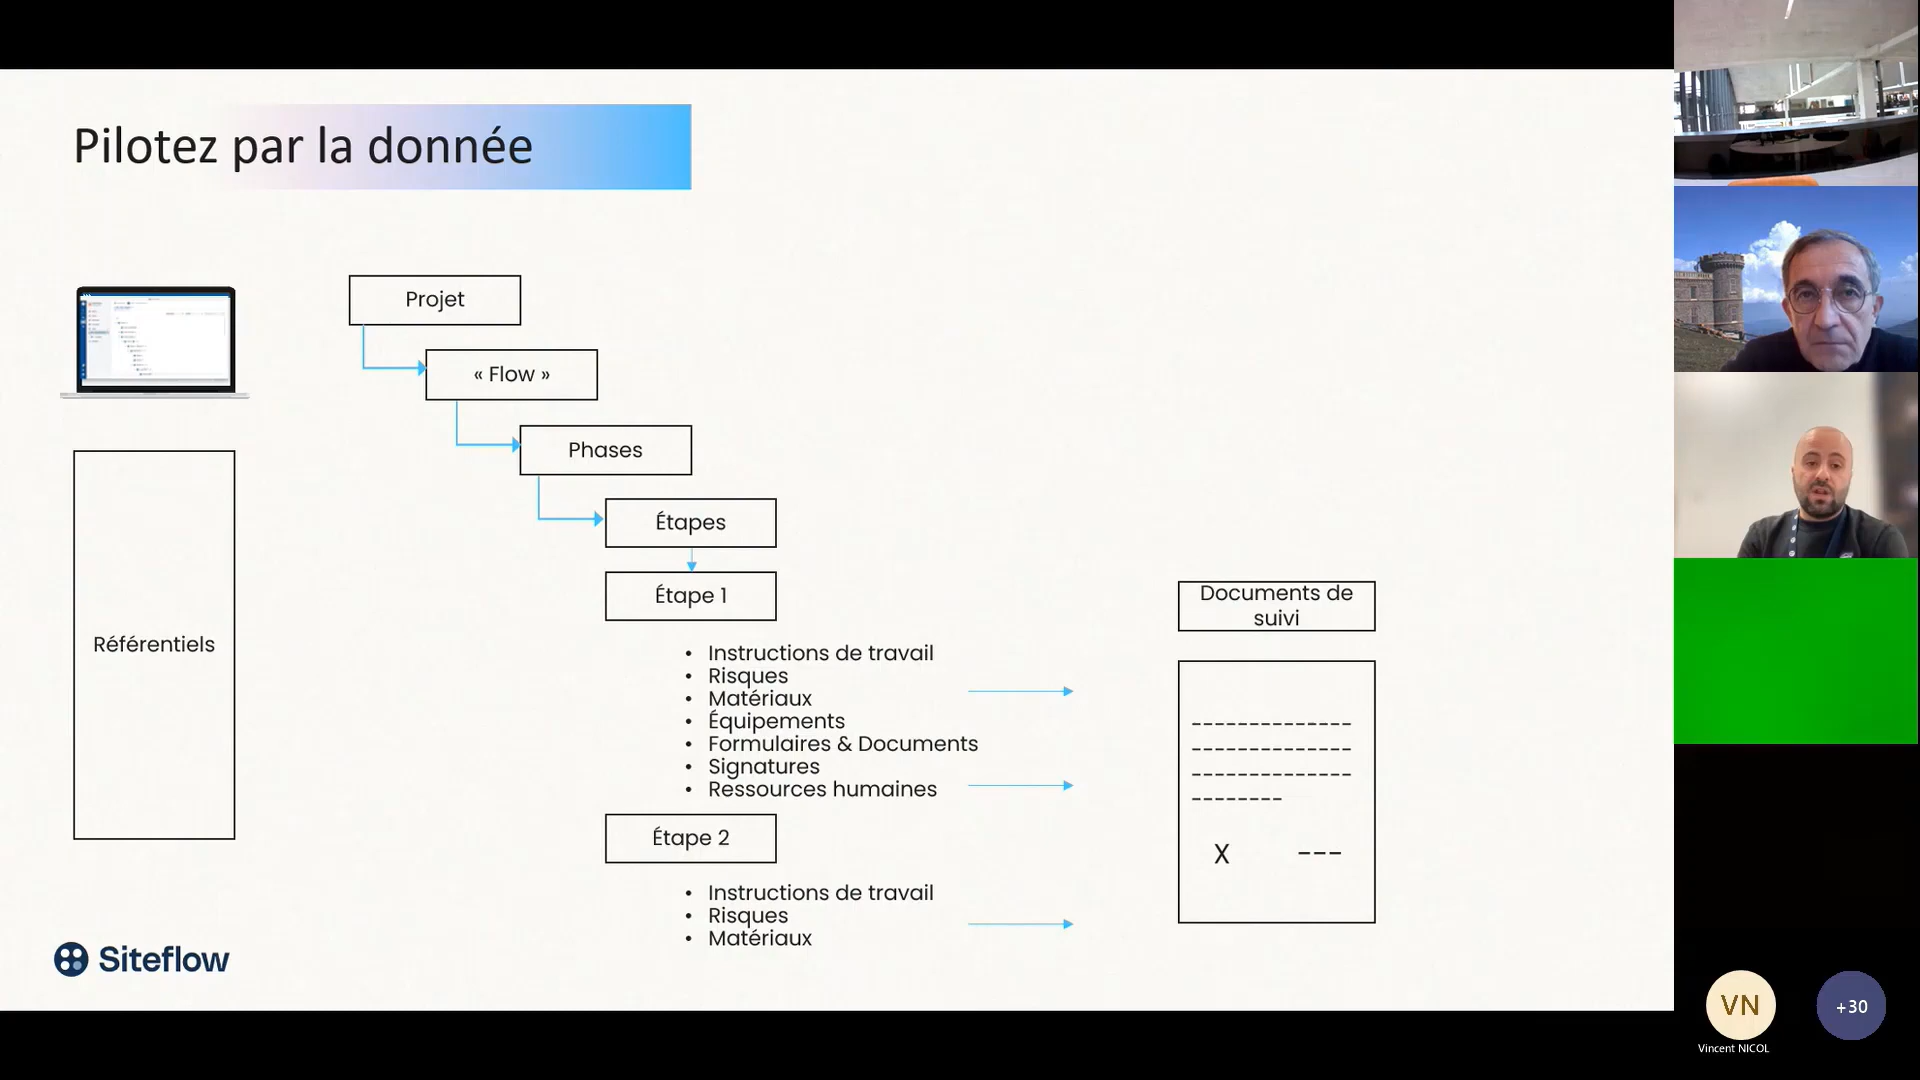 Pilotez par la donnée
Projet
« Flow »
Phases
Étapes
Étape 1
Référentiels
• Instructions de travail
• Risques
• Matériaux
• Équipements
• Formulaires & Documents
• Signatures
• Ressources humaines
Étape 2
• Instructions de travail
• Risques
• Matériaux
Documents de
suivi
X ---
Siteflow
VN
Vincent NICOL
+30